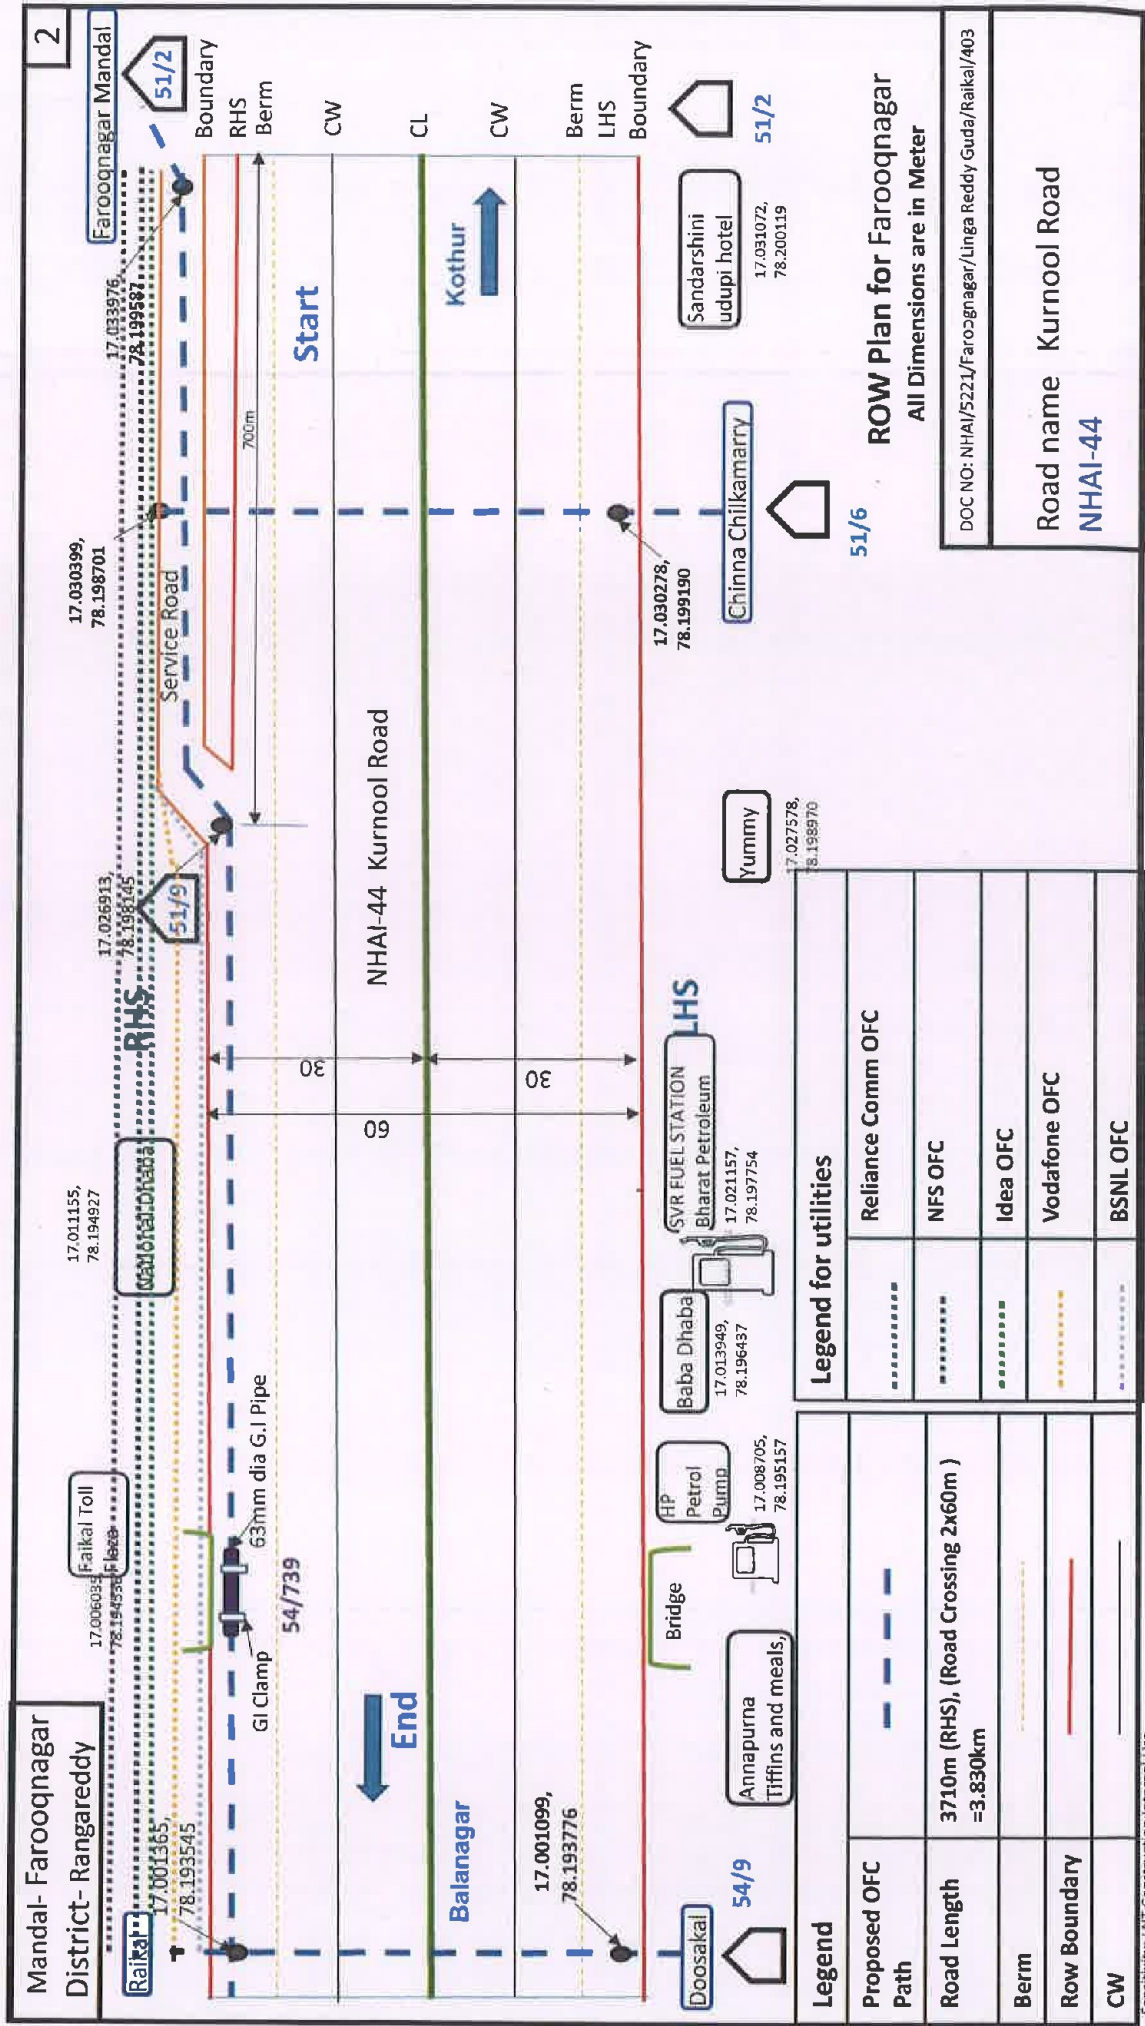 Mandal- Farooqnagar
District- Rangareddy
2
Farooqnagar Mandal
51/2
17.006035,
78.194536
Raikal Toll
Plaza
17.011155,
78.194927
National Dhaba
RHS
17.026913,
78.198145
51/9
17.030399,
78.198701
Service Road
17.033976,
78.199587
Raikal
17.001365,
78.193545
Boundary
RHS
Berm
CW
CL
CW
Berm
LHS
Boundary
GI Clamp
63mm dia G.I Pipe
54/739
700m
Start
End
30
60
30
NHAI-44 Kurnool Road
Kothur
Balanagar
17.001099,
78.193776
17.030278,
78.199190
Doosakal
54/9
Annapurna
Tiffins and meals,
Bridge
HP
Petrol
Pump
17.008705,
78.195157
Baba Dhaba
17.013949,
78.196437
SVR FUEL STATION
Bharat Petroleum
17.021157,
78.197754
LHS
Yummy
17.027578,
78.198970
Chinna Chilkamarry
51/6
Sandarshini
udupi hotel
17.031072,
78.200119
51/2
Legend
Proposed OFC
Path
Road Length
3710m (RHS), (Road Crossing 2x60m )
=3.830km
Berm
Row Boundary
CW
Legend for utilities
Reliance Comm OFC
NFS OFC
Idea OFC
Vodafone OFC
BSNL OFC
ROW Plan for Farooqnagar
All Dimensions are in Meter
DOC NO: NHAI/5221/Farooqnagar/Linga Reddy Guda/Raikal/403
Road name Kurnool Road
NHAI-44